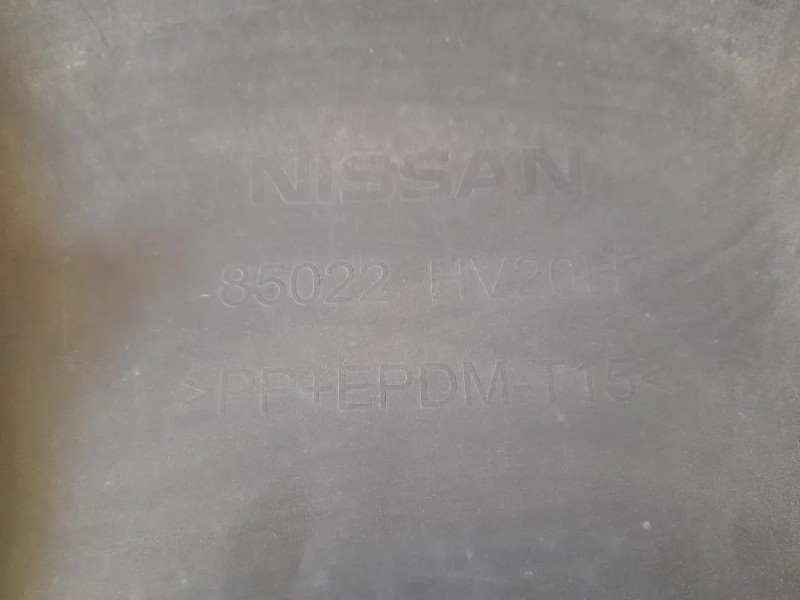 NISSAN
85022 HV20H
>PP+EPDM-T15<